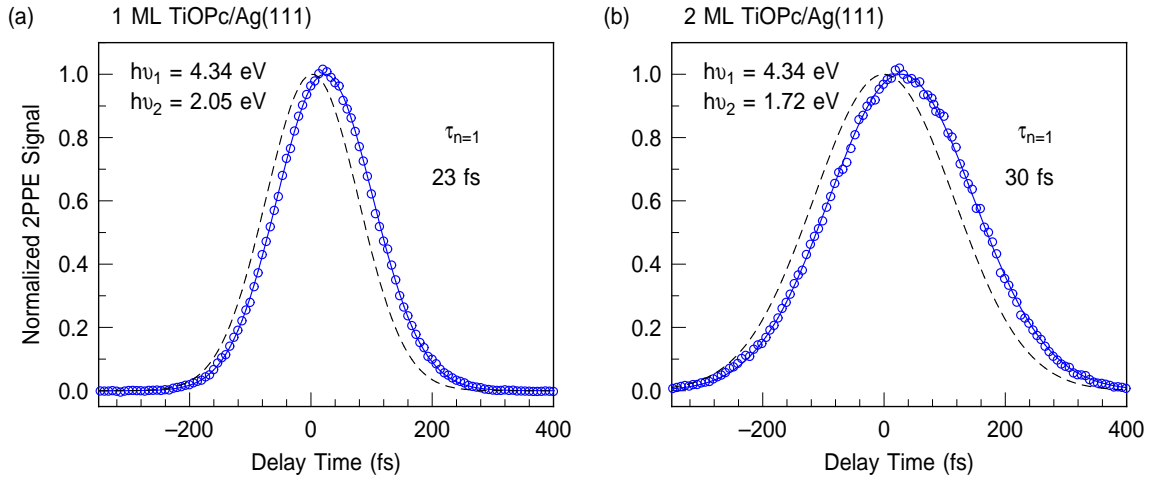 (a) 1 ML TiOPc/Ag(111)
hυ₁ = 4.34 eV
hυ₂ = 2.05 eV
τₙ₌₁
23 fs
1.0
0.8
0.6
0.4
0.2
0.0
Normalized 2PPE Signal
−200 0 200 400
Delay Time (fs)
(b) 2 ML TiOPc/Ag(111)
hυ₁ = 4.34 eV
hυ₂ = 1.72 eV
τₙ₌₁
30 fs
1.0
0.8
0.6
0.4
0.2
0.0
−200 0 200 400
Delay Time (fs)